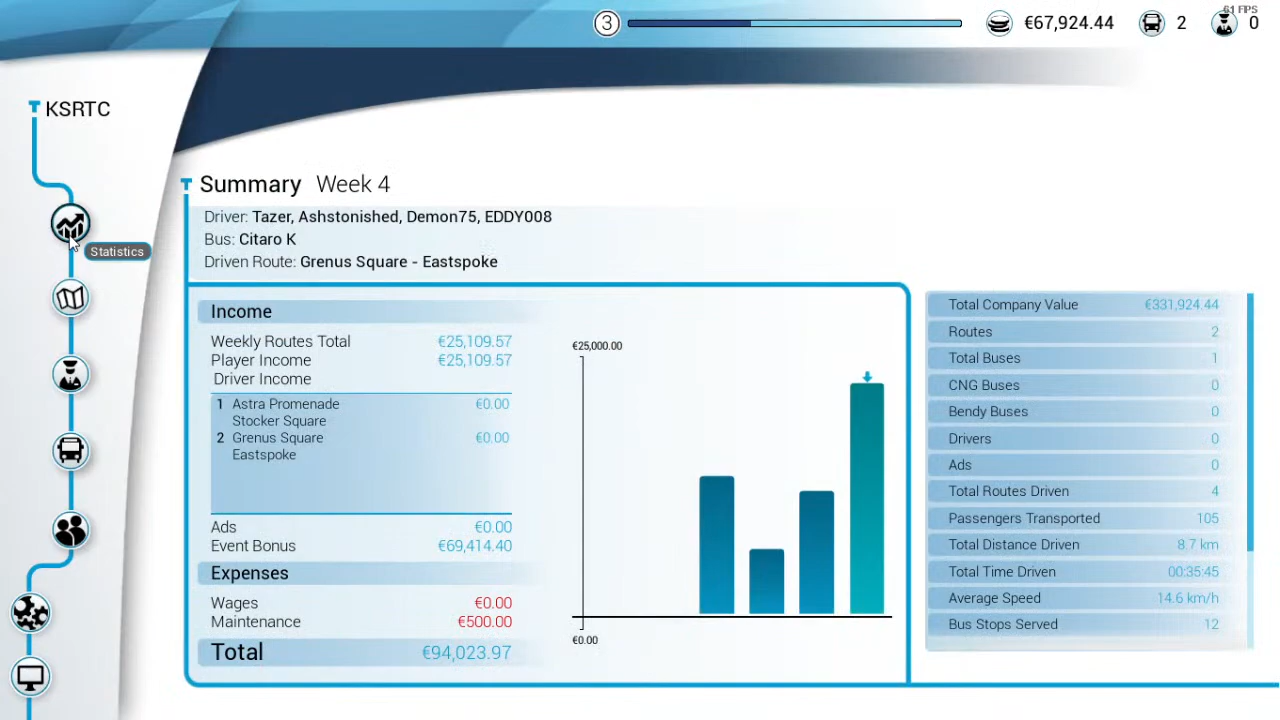 61 FPS
3
€67,924.44
2
0
KSRTC
Statistics
Summary Week 4
Driver: Tazer, Ashstonished, Demon75, EDDY008
Bus: Citaro K
Driven Route: Grenus Square - Eastspoke
Income
Weekly Routes Total €25,109.57
Player Income €25,109.57
Driver Income
1 Astra Promenade €0.00
Stocker Square
2 Grenus Square €0.00
Eastspoke
Ads €0.00
Event Bonus €69,414.40
Expenses
Wages €0.00
Maintenance €500.00
Total €94,023.97
€25,000.00
€0.00
Total Company Value €331,924.44
Routes 2
Total Buses 1
CNG Buses 0
Bendy Buses 0
Drivers 0
Ads 0
Total Routes Driven 4
Passengers Transported 105
Total Distance Driven 8.7 km
Total Time Driven 00:35:45
Average Speed 14.6 km/h
Bus Stops Served 12